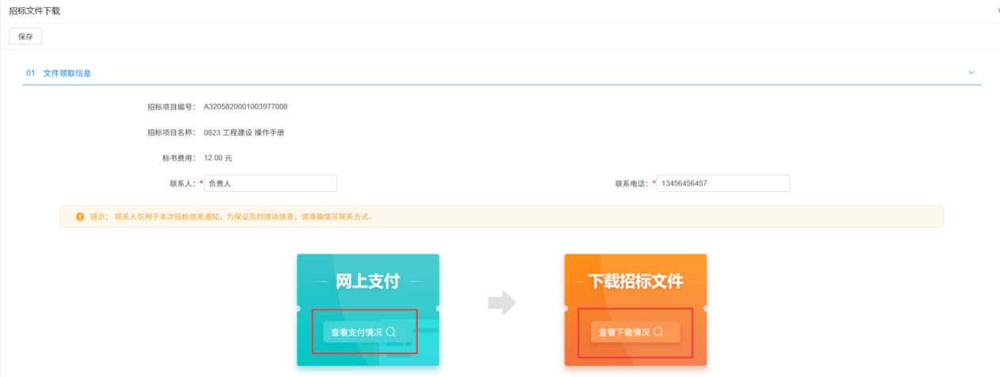 招标文件下载
保存
01 文件领取信息
招标项目编号： A3205820001003977008
招标项目名称： 0823 工程建设 操作手册
标书费用： 12.00 元
联系人：* 负责人 联系电话：* 13456456457
提示： 联系人仅用于本次招标信息通知，为保证及时接收信息，请准确填写联系方式。
网上支付 下载招标文件
查看支付情况 查看下载情况